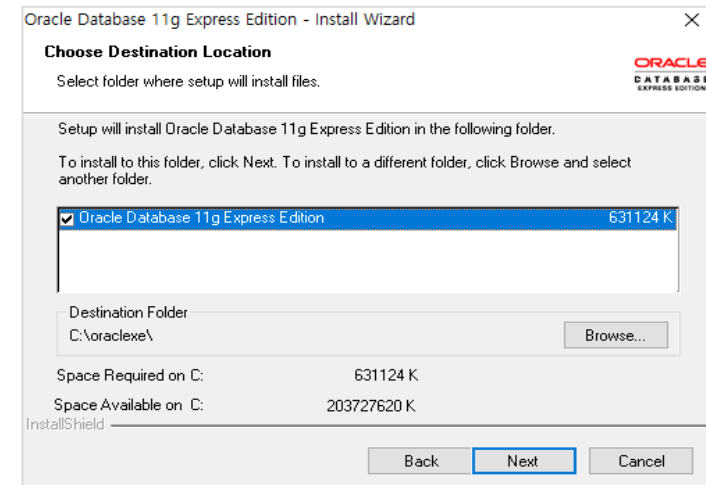 Oracle Database 11g Express Edition - Install Wizard
Choose Destination Location
Select folder where setup will install files.
ORACLE
DATABASE
EXPRESS EDITION
Setup will install Oracle Database 11g Express Edition in the following folder.
To install to this folder, click Next. To install to a different folder, click Browse and select
another folder.
Oracle Database 11g Express Edition 631124 K
Destination Folder
C:\oraclexe\ Browse...
Space Required on C: 631124 K
Space Available on C: 203727620 K
InstallShield
Back Next Cancel